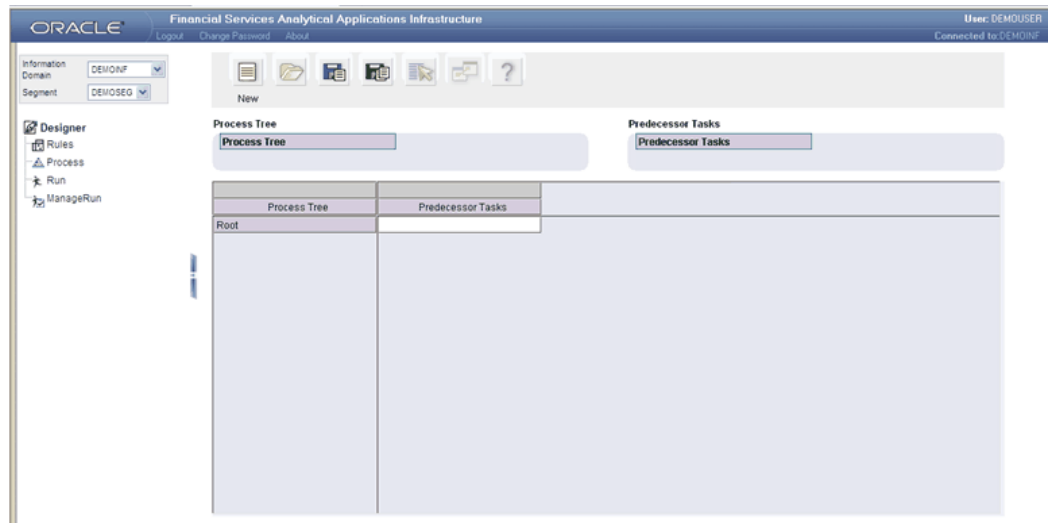 ORACLE
Financial Services Analytical Applications Infrastructure
User: DEMOUSER
Logout Change Password About
Connected to:DEMOINF
Information Domain DEMOINF
Segment DEMOSEG
New
Designer
Rules
Process
Run
ManageRun
Process Tree
Process Tree
Predecessor Tasks
Predecessor Tasks
Process Tree Predecessor Tasks
Root